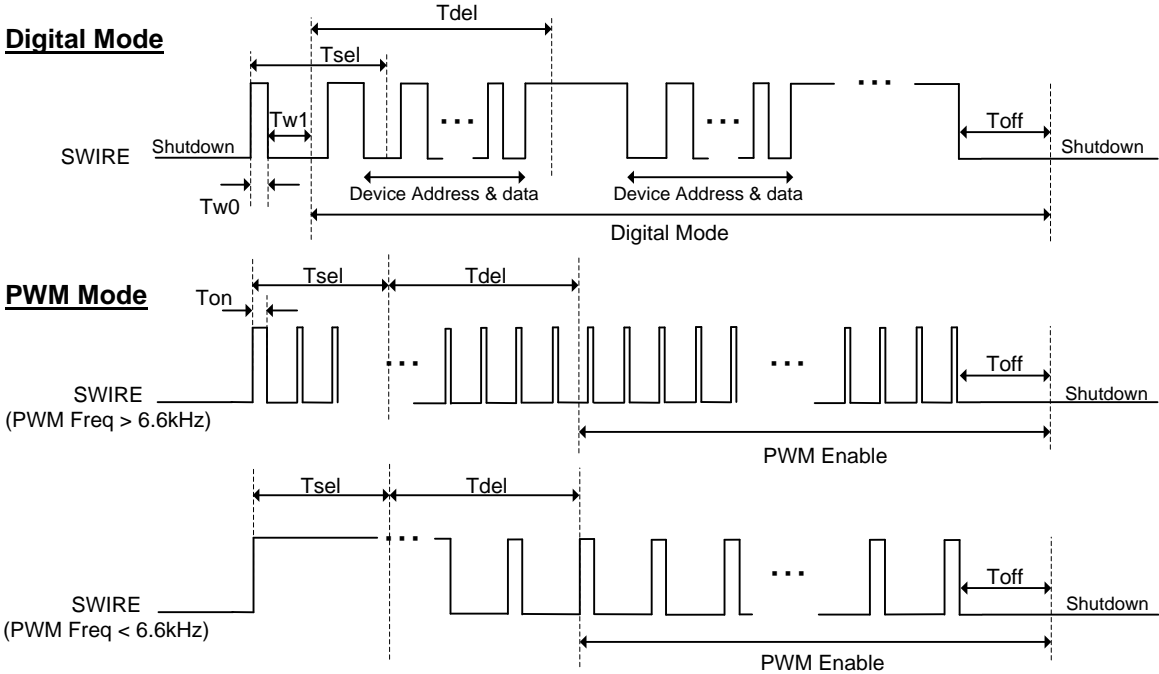 Digital Mode
Tdel
Tsel
Tw1
Toff
SWIRE
Shutdown
Shutdown
Tw0
Device Address & data
Device Address & data
Digital Mode
PWM Mode
Tsel
Tdel
Ton
Toff
SWIRE
(PWM Freq > 6.6kHz)
Shutdown
PWM Enable
Tsel
Tdel
Toff
SWIRE
(PWM Freq < 6.6kHz)
Shutdown
PWM Enable